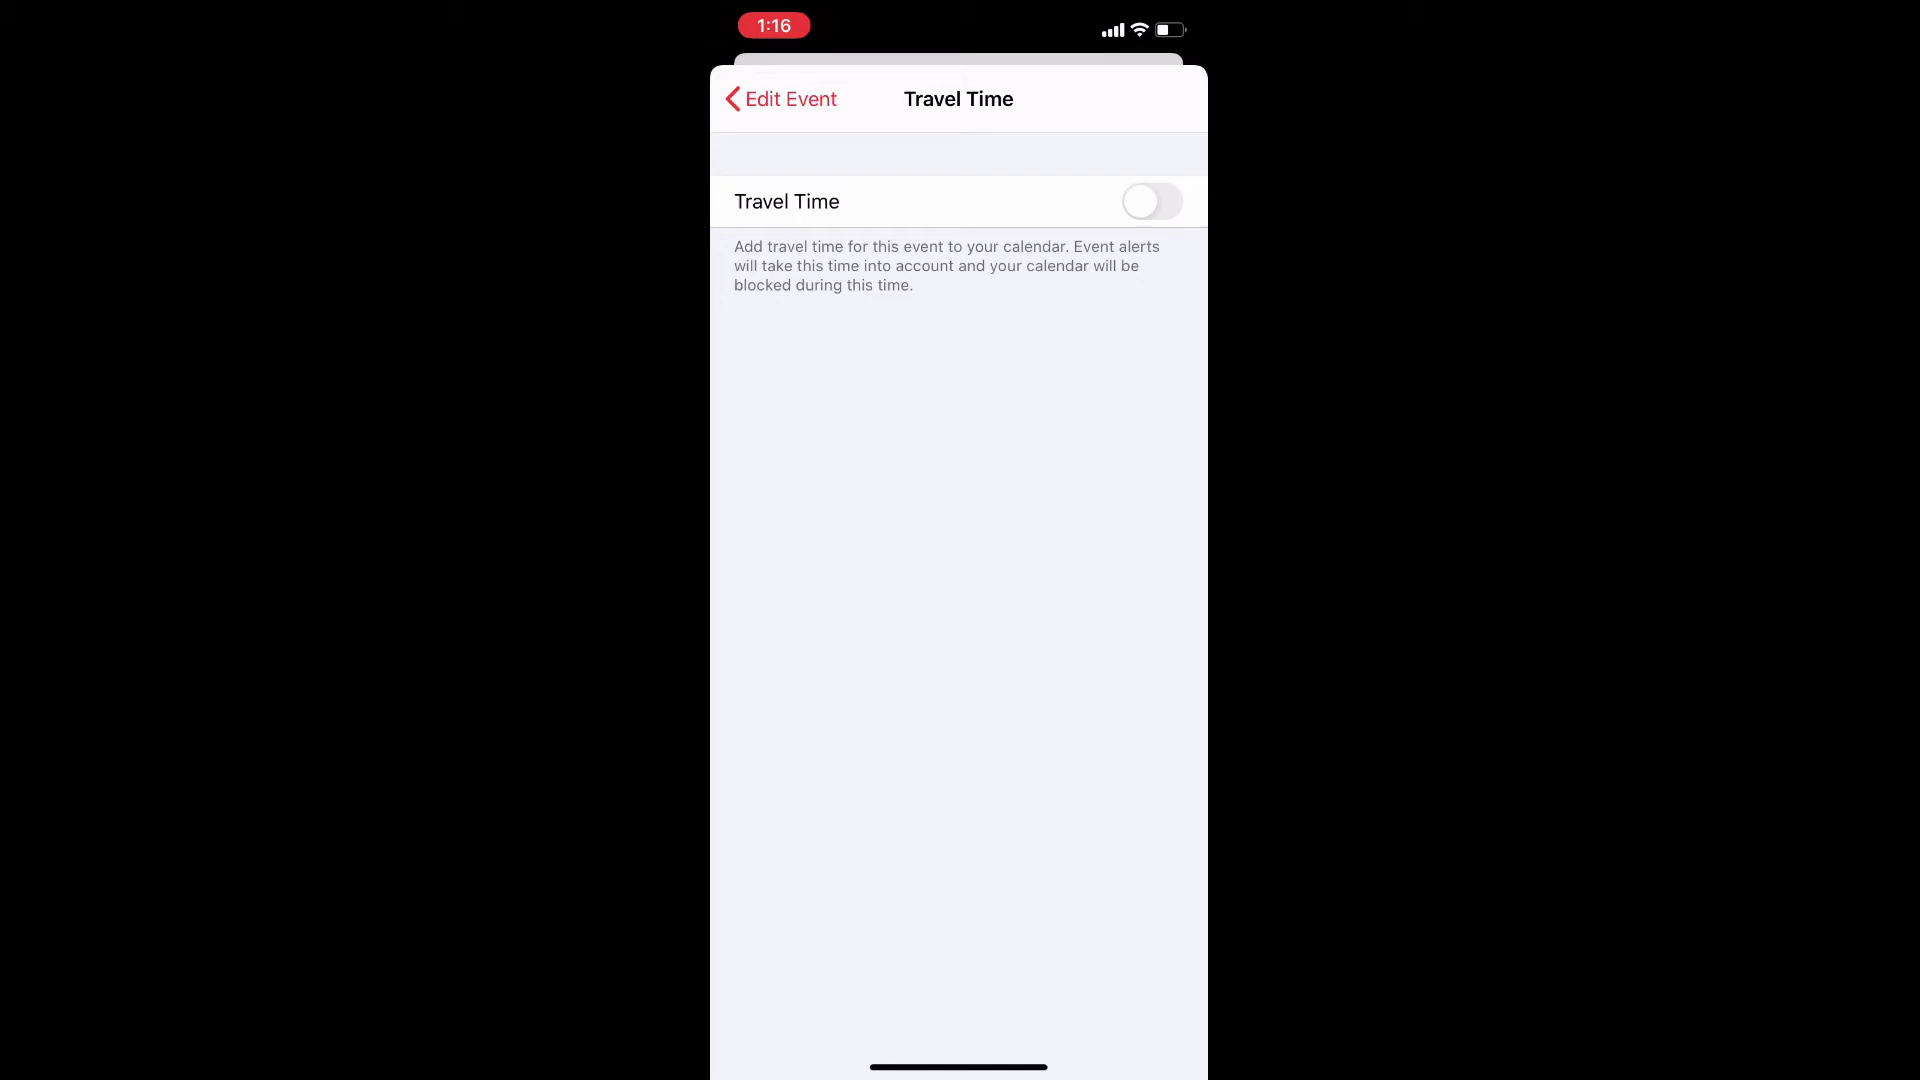 1:16
Edit Event
Travel Time
Travel Time
Add travel time for this event to your calendar. Event alerts
will take this time into account and your calendar will be
blocked during this time.